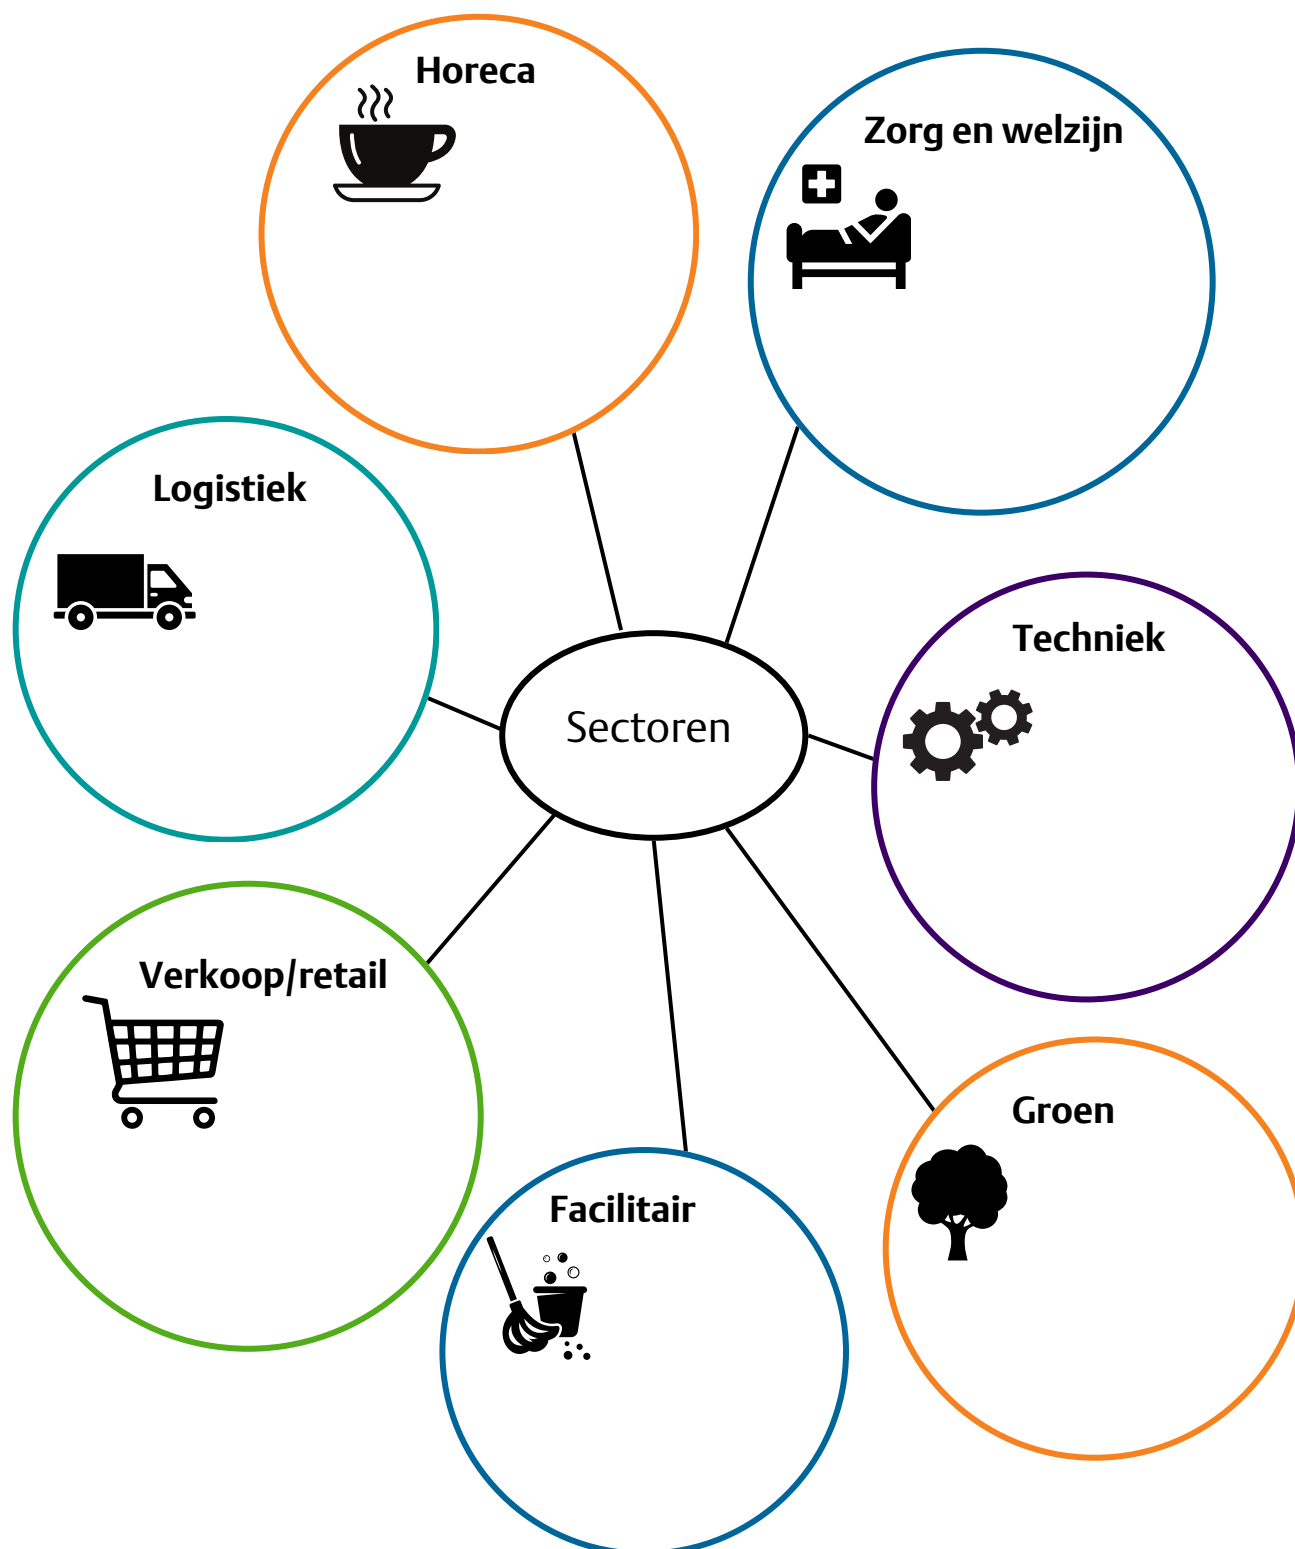 Horeca
Zorg en welzijn
Logistiek
Techniek
Sectoren
Verkoop/retail
Groen
Facilitair